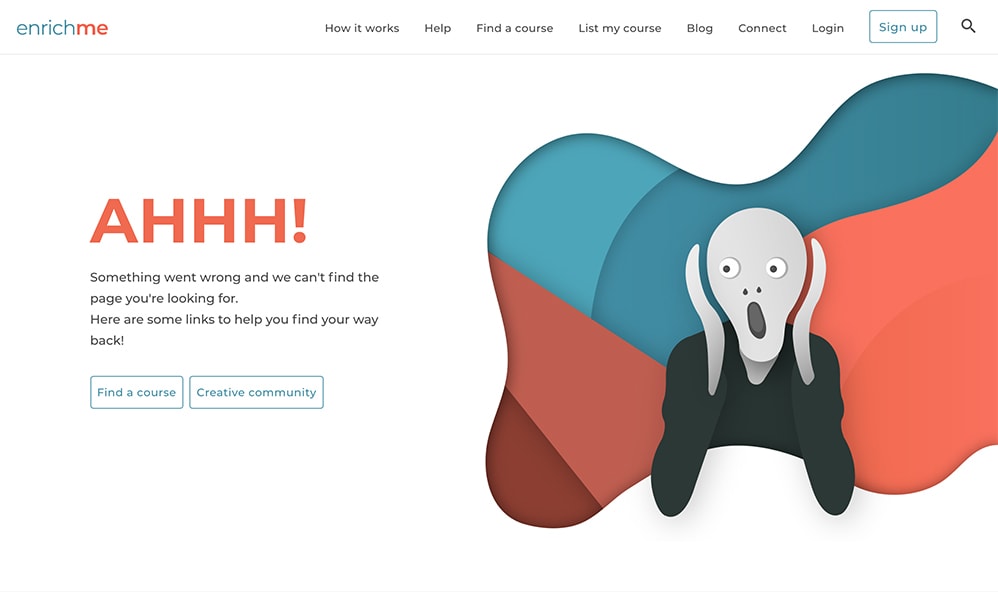 enrichme How it works Help Find a course List my course Blog Connect Login Sign up
AHHH!
Something went wrong and we can't find the
page you're looking for.
Here are some links to help you find your way
back!
Find a course Creative community